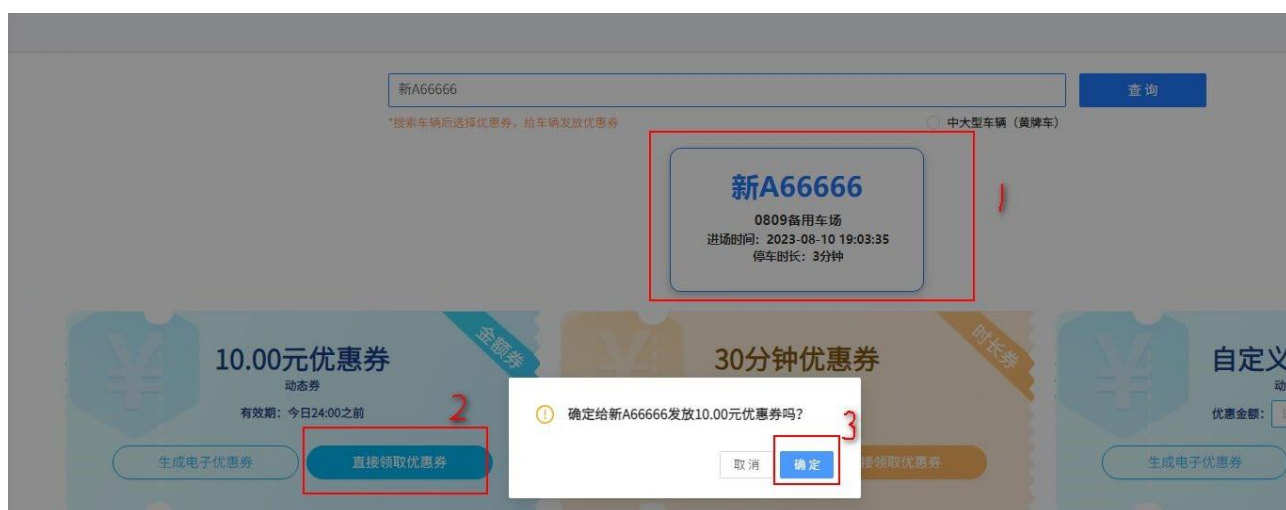 新A66666
查 询
*搜索车辆后选择优惠券，给车辆发放优惠券
中大型车辆（黄牌车）
新A66666
0809备用车场
进场时间：2023-08-10 19:03:35
停车时长：3分钟
1
金额券
10.00元优惠券
动态券
有效期：今日24:00之前
生成电子优惠券
直接领取优惠券
2
时长券
30分钟优惠券
接领取优惠券
确定给新A66666发放10.00元优惠券吗？
取 消
确 定
3
自定义
动
优惠金额：
生成电子优惠券